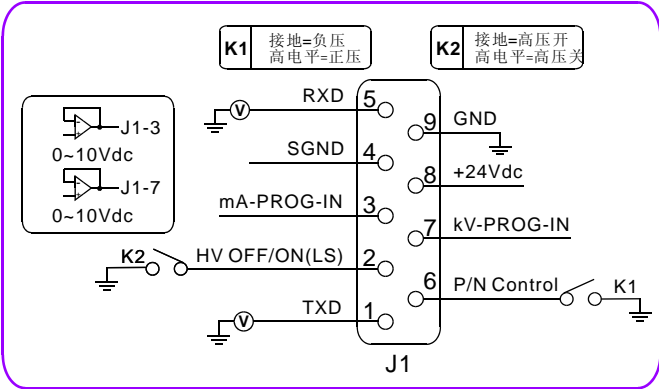 K1
接地=负压
高电平=正压
K2
接地=高压开
高电平=高压关
RXD
5
V
9
GND
J1-3
0~10Vdc
SGND
4
8
+24Vdc
J1-7
0~10Vdc
mA-PROG-IN
3
7
kV-PROG-IN
K2
HV OFF/ON(LS)
2
6
P/N Control
K1
TXD
1
V
J1